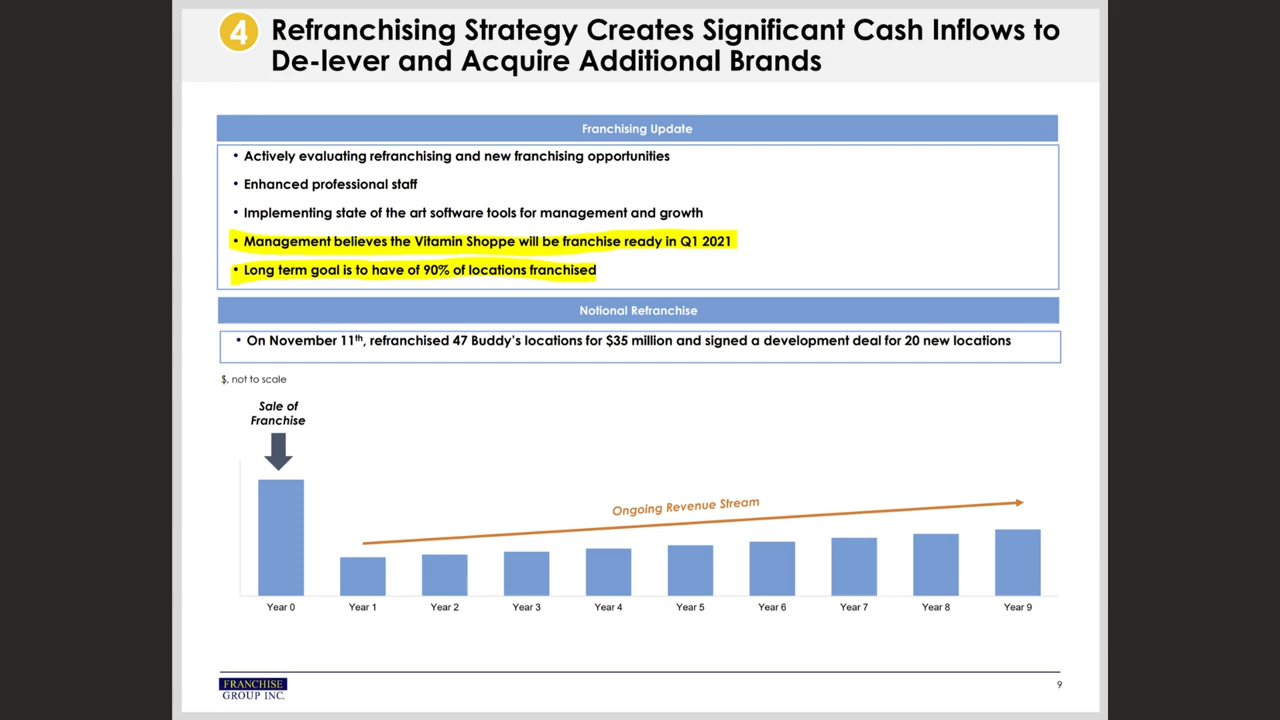 4
Refranchising Strategy Creates Significant Cash Inflows to
De-lever and Acquire Additional Brands
Franchising Update
• Actively evaluating refranchising and new franchising opportunities
• Enhanced professional staff
• Implementing state of the art software tools for management and growth
• Management believes the Vitamin Shoppe will be franchise ready in Q1 2021
• Long term goal is to have of 90% of locations franchised
Notional Refranchise
• On November 11th, refranchised 47 Buddy's locations for $35 million and signed a development deal for 20 new locations
$, not to scale
Sale of
Franchise
Ongoing Revenue Stream
Year 0 Year 1 Year 2 Year 3 Year 4 Year 5 Year 6 Year 7 Year 8 Year 9
FRANCHISE
GROUP INC.
9